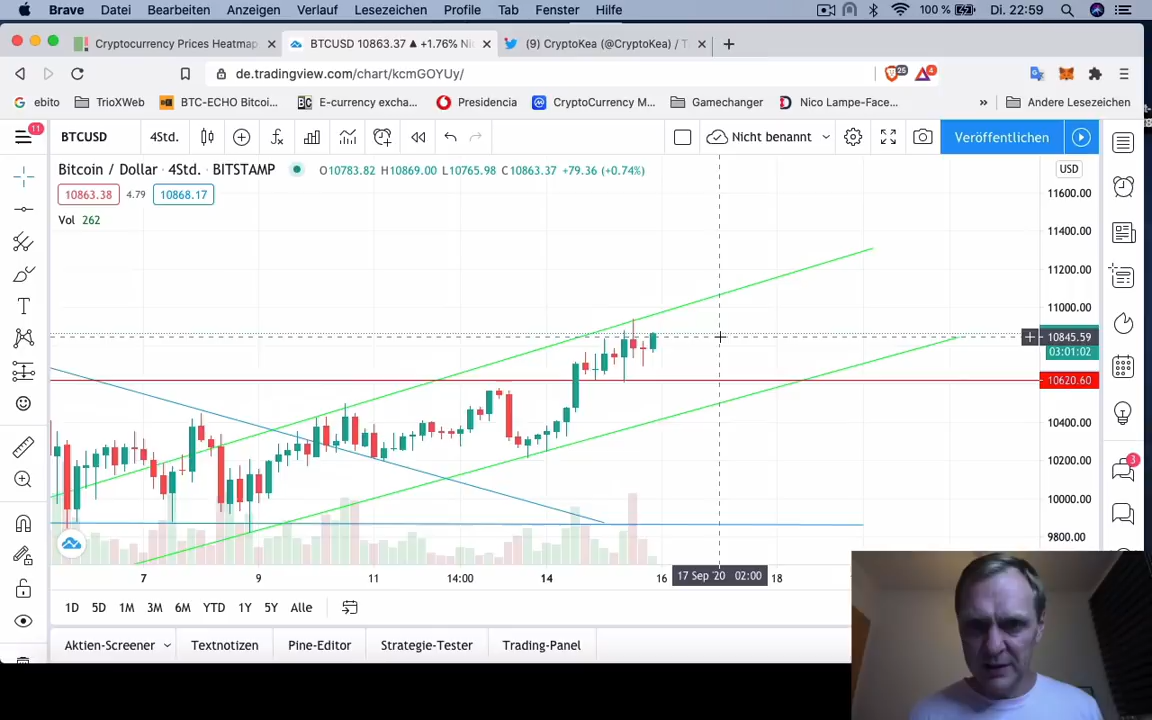 Brave Datei Bearbeiten Anzeigen Verlauf Lesezeichen Profile Tab Fenster Hilfe 100 % Di. 22:59
Cryptocurrency Prices Heatmap
BTCUSD 10863.37 ▲ +1.76%
(9) CryptoKea (@CryptoKea) / T
de.tradingview.com/chart/kcmGOYUy/
25
4
ebito TrioXWeb BTC-ECHO Bitcoi... E-currency excha... Presidencia CryptoCurrency M... Gamechanger Nico Lampe-Face... » Andere Lesezeichen
11
BTCUSD 4Std. Nicht benannt Veröffentlichen
Bitcoin / Dollar · 4Std. · BITSTAMP O10783.82 H10869.00 L10765.98 C10863.37 +79.36 (+0.74%)
USD
10863.38 4.79 10868.17
Vol 262
11600.00
11400.00
11200.00
11000.00
10845.59
03:01:02
10620.60
10400.00
10200.00
10000.00
9800.00
3
7 9 11 14:00 14 16 17 Sep '20 02:00 18
1D 5D 1M 3M 6M YTD 1Y 5Y Alle
Aktien-Screener Textnotizen Pine-Editor Strategie-Tester Trading-Panel